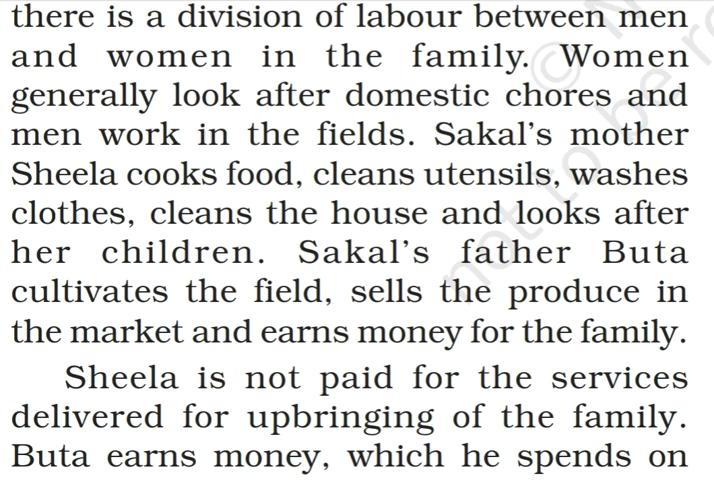 there is a division of labour between men
and women in the family. Women
generally look after domestic chores and
men work in the fields. Sakal's mother
Sheela cooks food, cleans utensils, washes
clothes, cleans the house and looks after
her children. Sakal's father Buta
cultivates the field, sells the produce in
the market and earns money for the family.
Sheela is not paid for the services
delivered for upbringing of the family.
Buta earns money, which he spends on
© N
not to be re